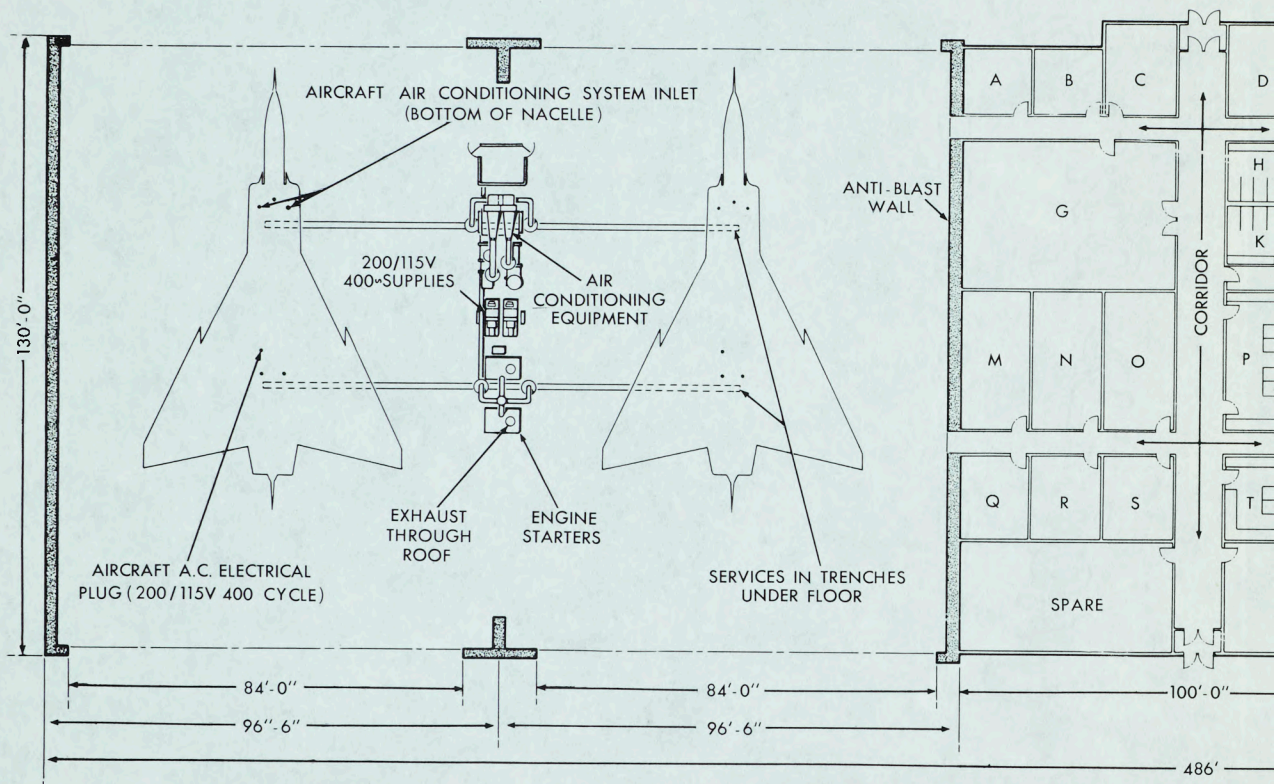 AIRCRAFT AIR CONDITIONING SYSTEM INLET
(BOTTOM OF NACELLE)
A
B
C
D
ANTI-BLAST
WALL
G
H
K
200/115V
400~SUPPLIES
AIR
CONDITIONING
EQUIPMENT
CORRIDOR
130'-0"
M
N
O
P
Q
R
S
T
EXHAUST
THROUGH
ROOF
ENGINE
STARTERS
AIRCRAFT A.C. ELECTRICAL
PLUG (200/115V 400 CYCLE)
SERVICES IN TRENCHES
UNDER FLOOR
SPARE
84'-0"
84'-0"
100'-0"
96"-6"
96'-6"
486'